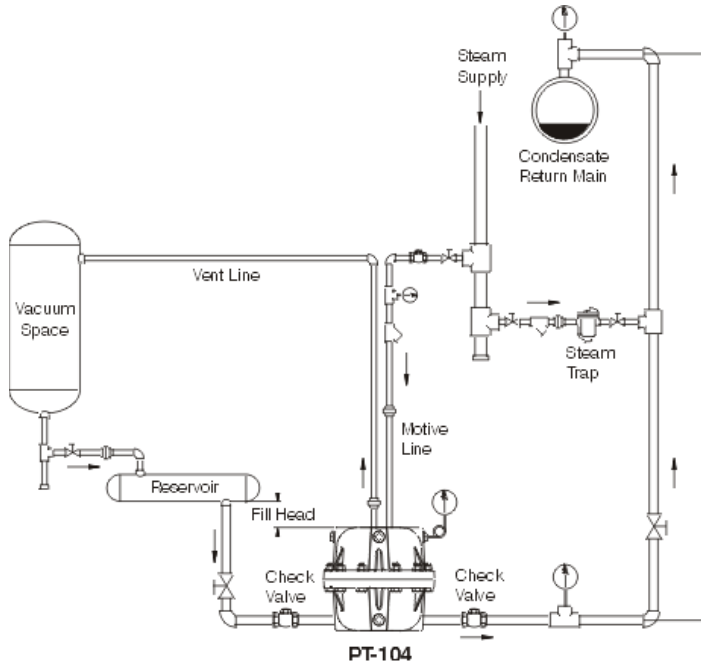 Steam
Supply
Condensate
Return Main
Vent Line
Vacuum
Space
Steam
Trap
Motive
Line
Reservoir
Fill Head
Check
Valve
Check
Valve
PT-104